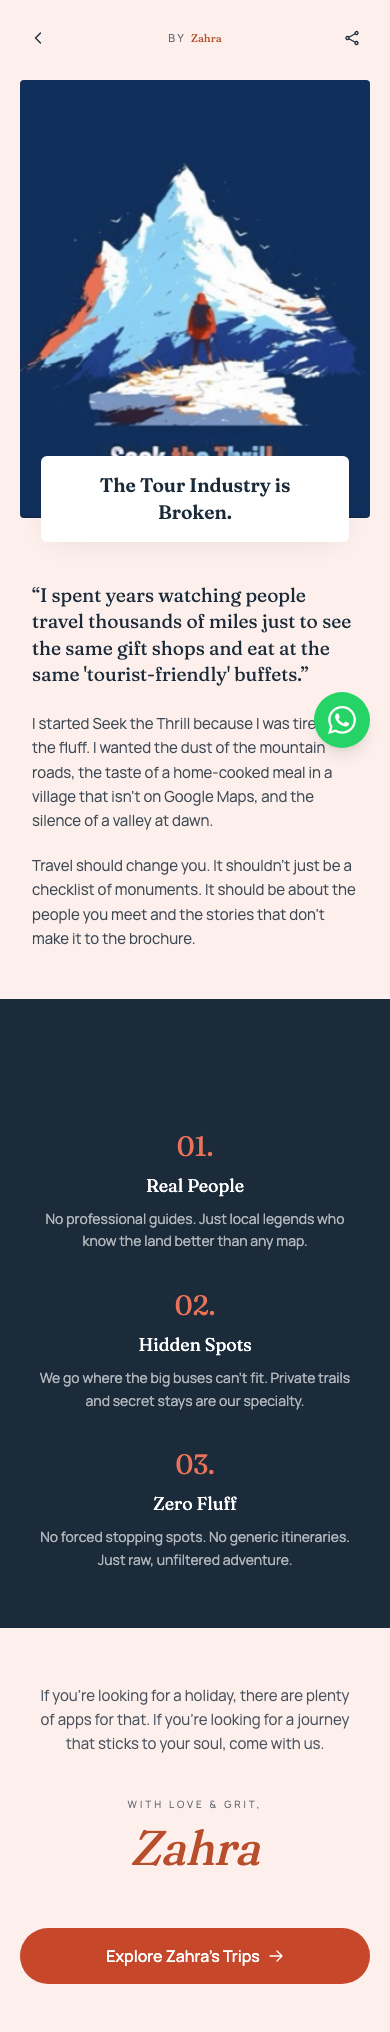 BY Zahra
Seek the Thrill
The Tour Industry is
Broken.
“I spent years watching people
travel thousands of miles just to see
the same gift shops and eat at the
same 'tourist-friendly' buffets.”
I started Seek the Thrill because I was tire
the fluff. I wanted the dust of the mountain
roads, the taste of a home-cooked meal in a
village that isn't on Google Maps, and the
silence of a valley at dawn.
Travel should change you. It shouldn't just be a
checklist of monuments. It should be about the
people you meet and the stories that don't
make it to the brochure.
01.
Real People
No professional guides. Just local legends who
know the land better than any map.
02.
Hidden Spots
We go where the big buses can't fit. Private trails
and secret stays are our specialty.
03.
Zero Fluff
No forced stopping spots. No generic itineraries.
Just raw, unfiltered adventure.
If you're looking for a holiday, there are plenty
of apps for that. If you're looking for a journey
that sticks to your soul, come with us.
WITH LOVE & GRIT,
Zahra
Explore Zahra's Trips →